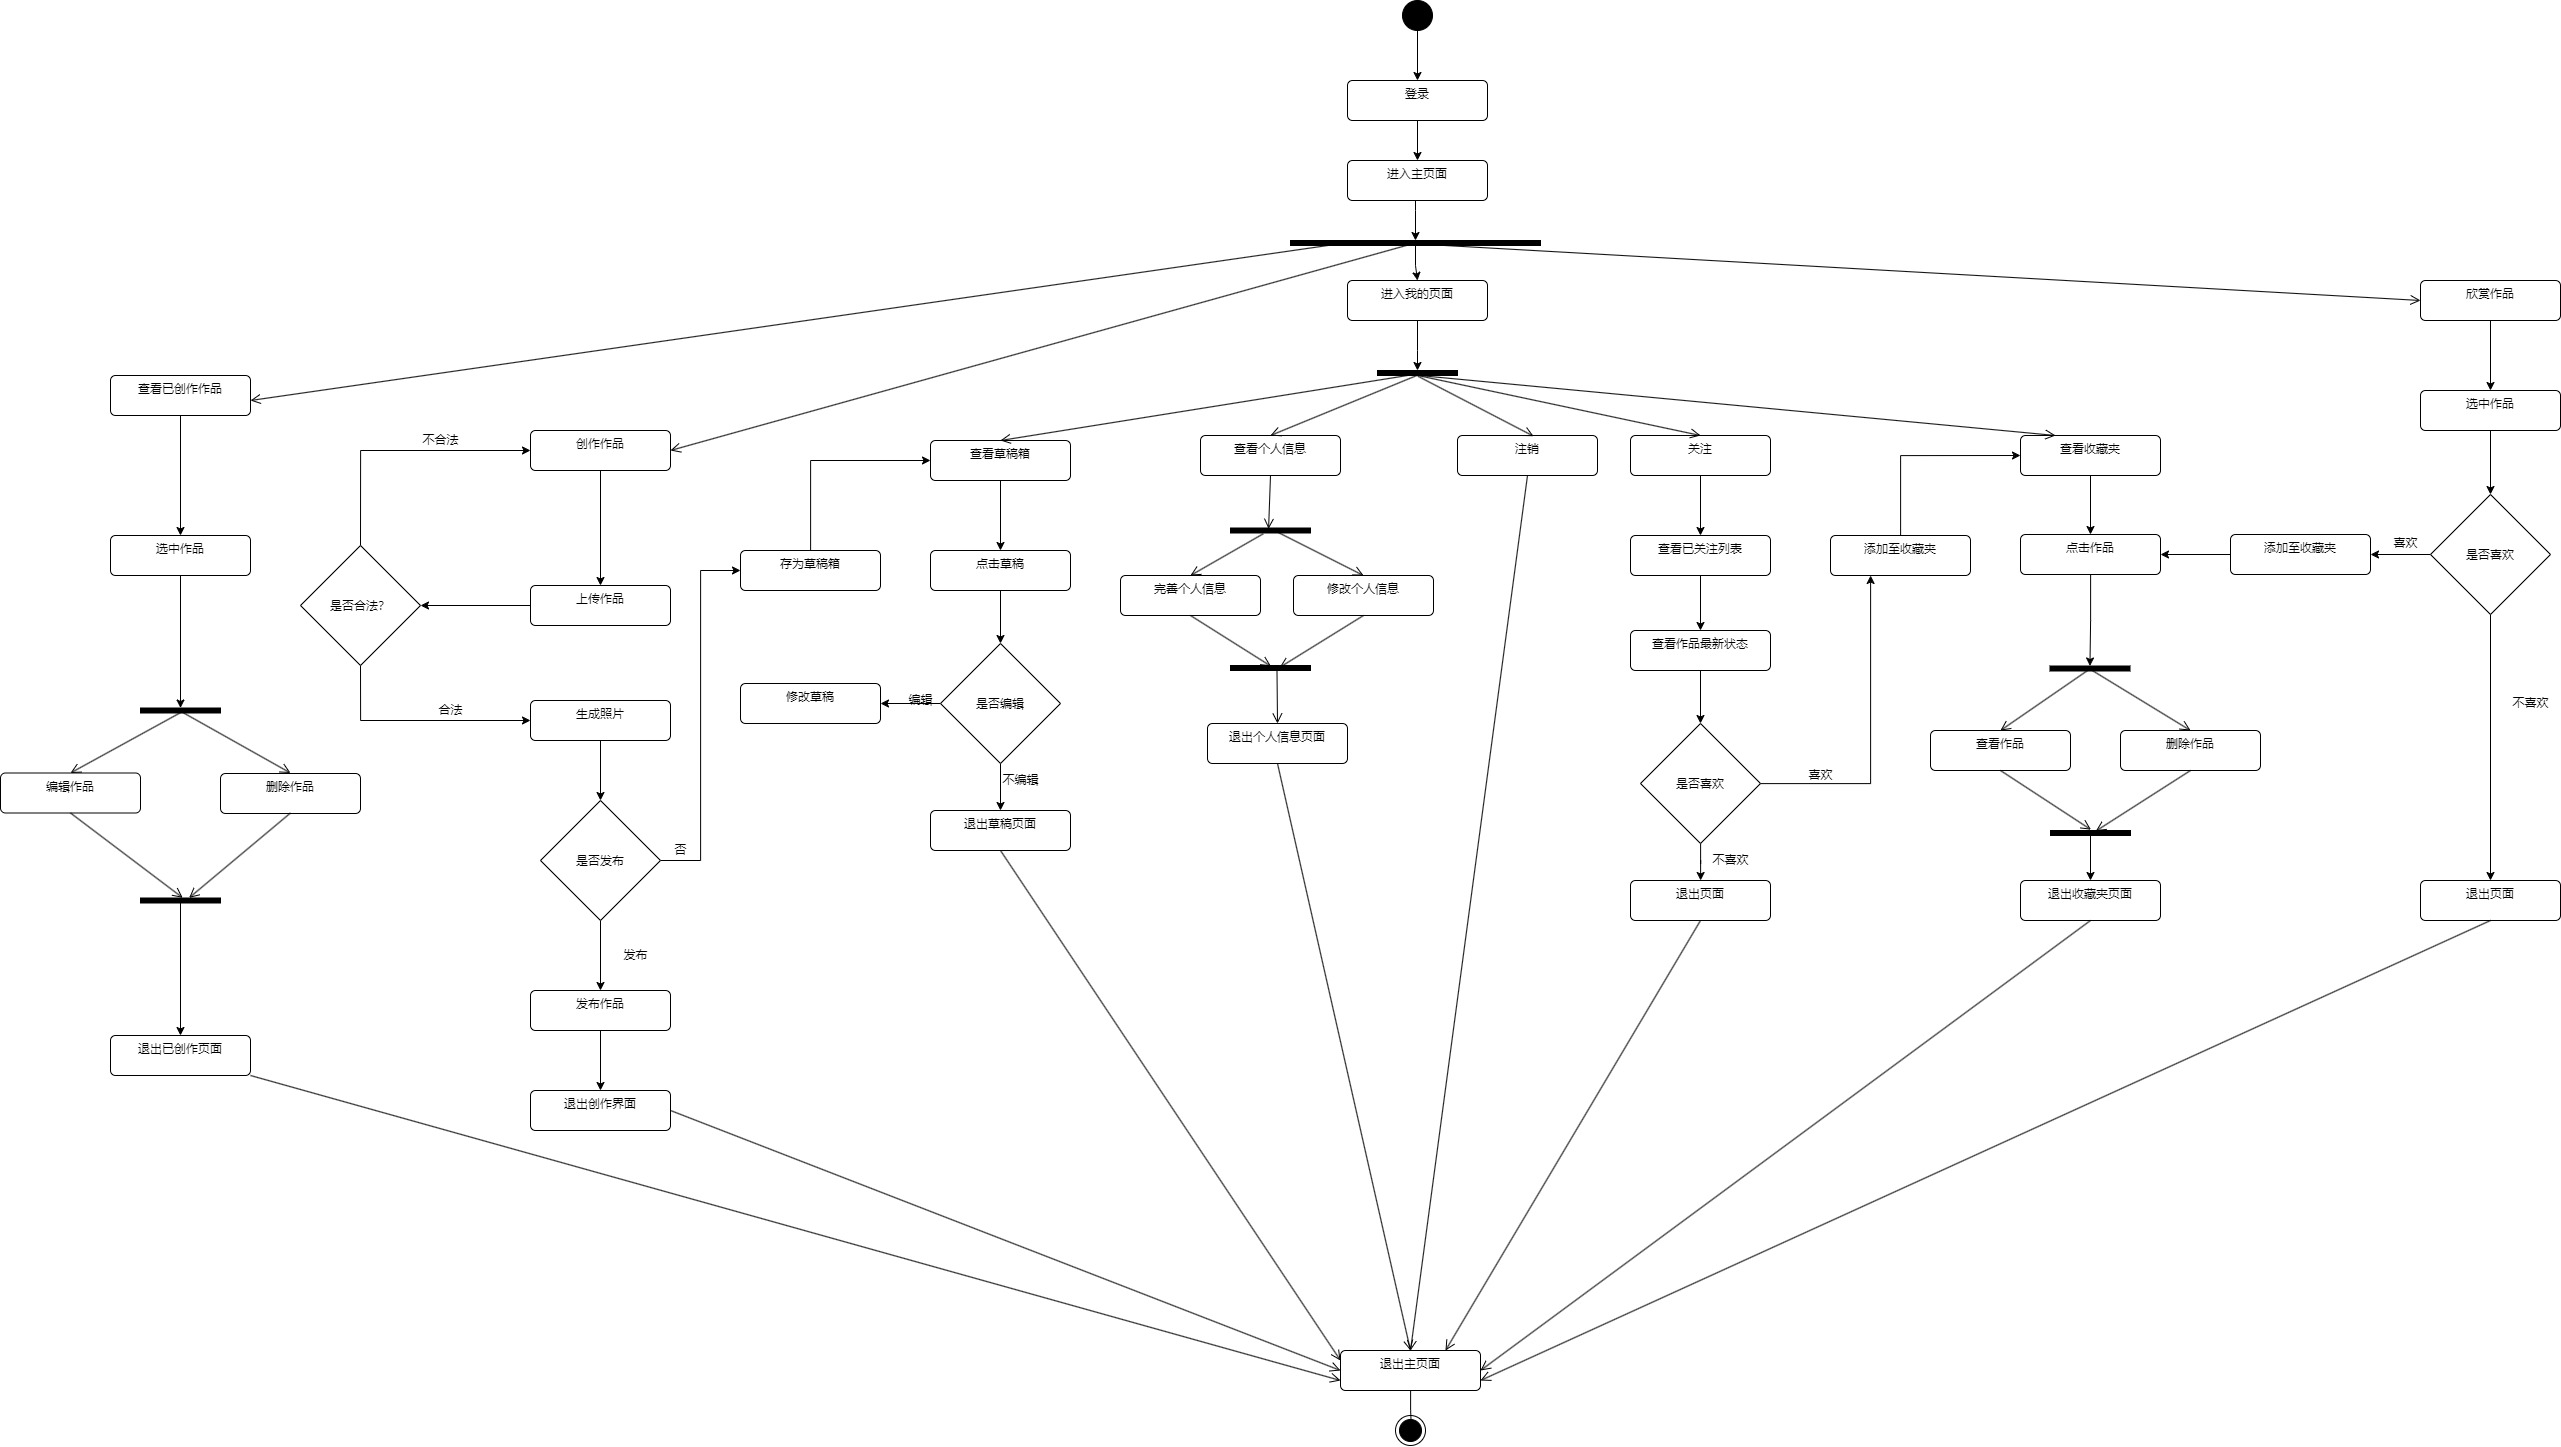 登录
进入主页面
进入我的页面
欣赏作品
查看已创作作品
选中作品
不合法
创作作品
查看草稿箱
查看个人信息
注销
关注
查看收藏夹
选中作品
存为草稿箱
点击草稿
查看已关注列表
添加至收藏夹
点击作品
添加至收藏夹
喜欢
是否喜欢
是否合法?
上传作品
完善个人信息
修改个人信息
查看作品最新状态
合法
生成照片
修改草稿
编辑
是否编辑
不喜欢
退出个人信息页面
查看作品
删除作品
编辑作品
删除作品
不编辑
是否喜欢
喜欢
退出草稿页面
是否发布
否
不喜欢
退出页面
退出收藏夹页面
退出页面
发布
发布作品
退出已创作页面
退出创作界面
退出主页面